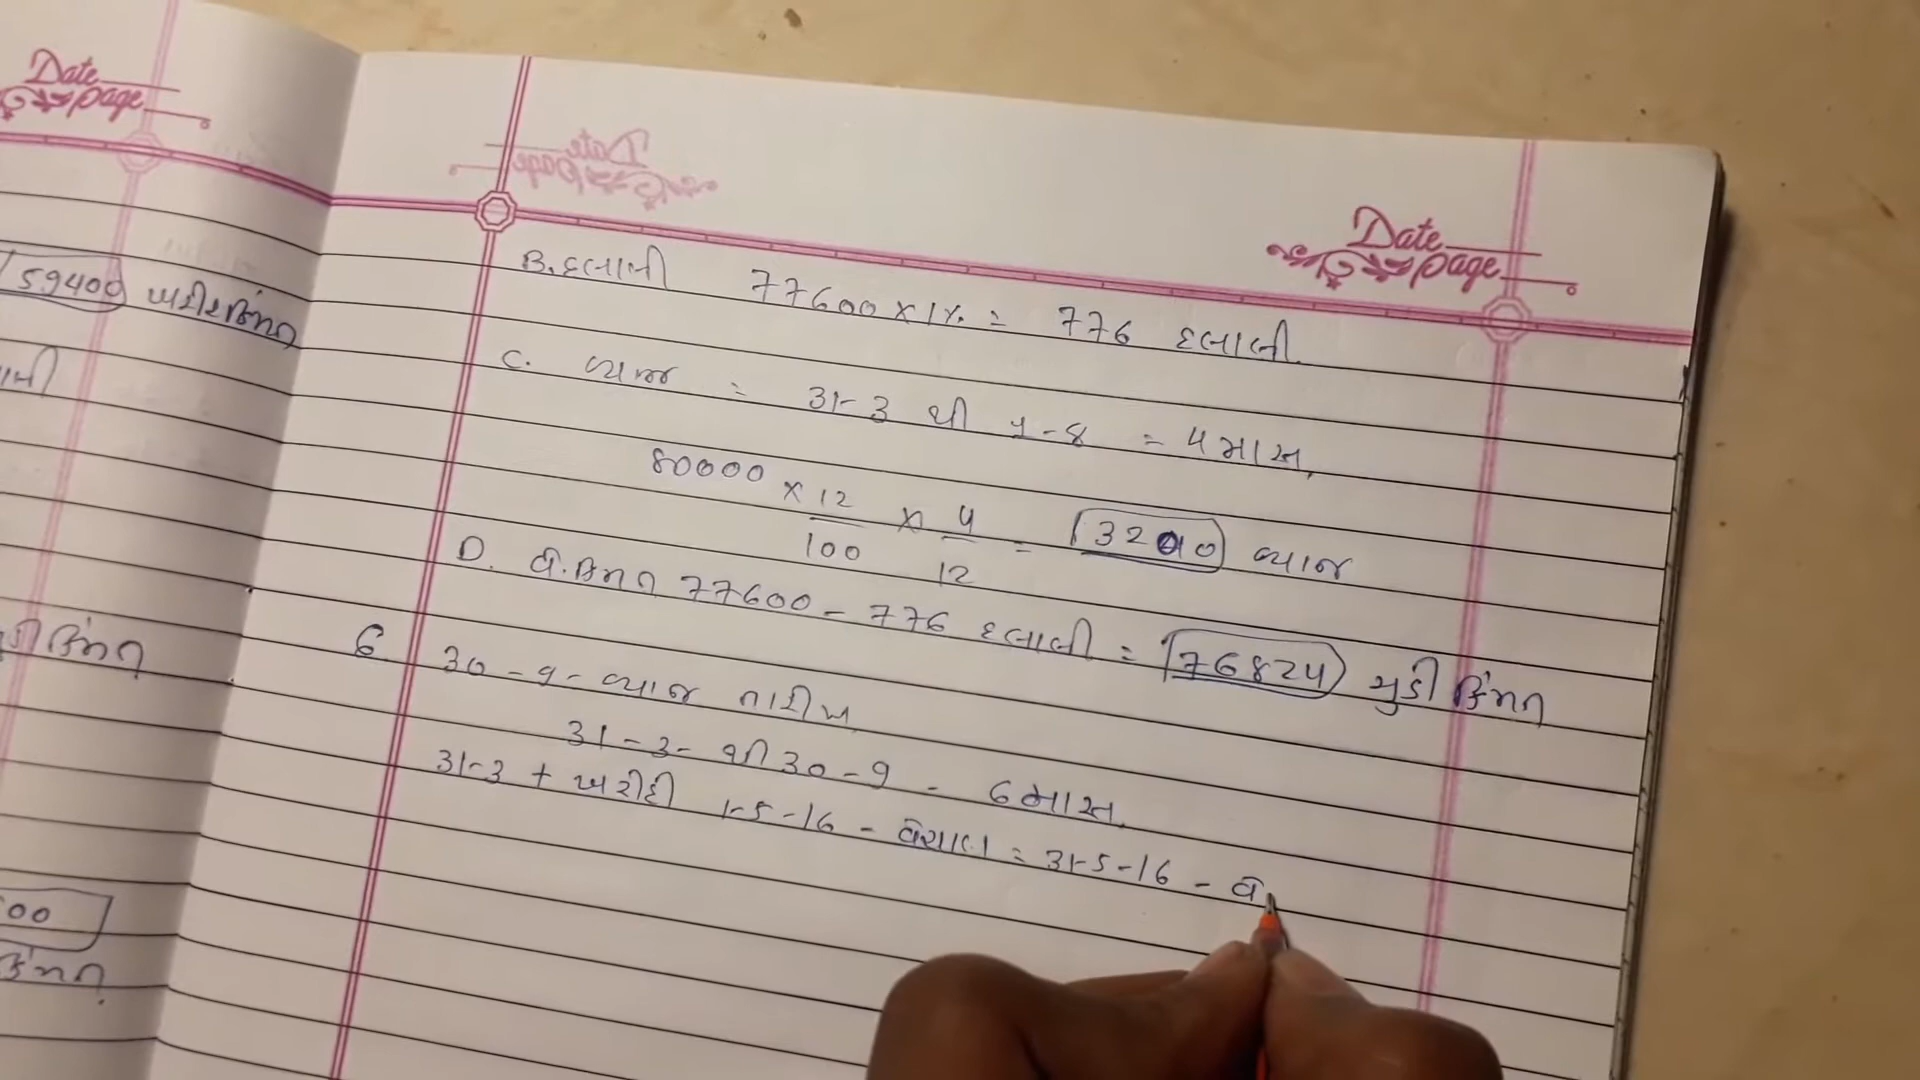 Date
page
59400 ખરીદકિંમત
Date
page
B. દલાલી 77600 × 1% = 776 દલાલી.
C. વ્યાજ = 31-3 થી 1-8 = 4 માસ.
80000 × 12/100 × 4/12 = 3200 વ્યાજ
D. વે.કિંમત 77600 - 776 દલાલી = 76824 મુડી કિંમત
6 30-9- વ્યાજ તારીખ
31-3- થી 30-9 - 6 માસ.
31-3 + ખરીદી 1-5-16 - વેચાણ = 31-5-16 - વે